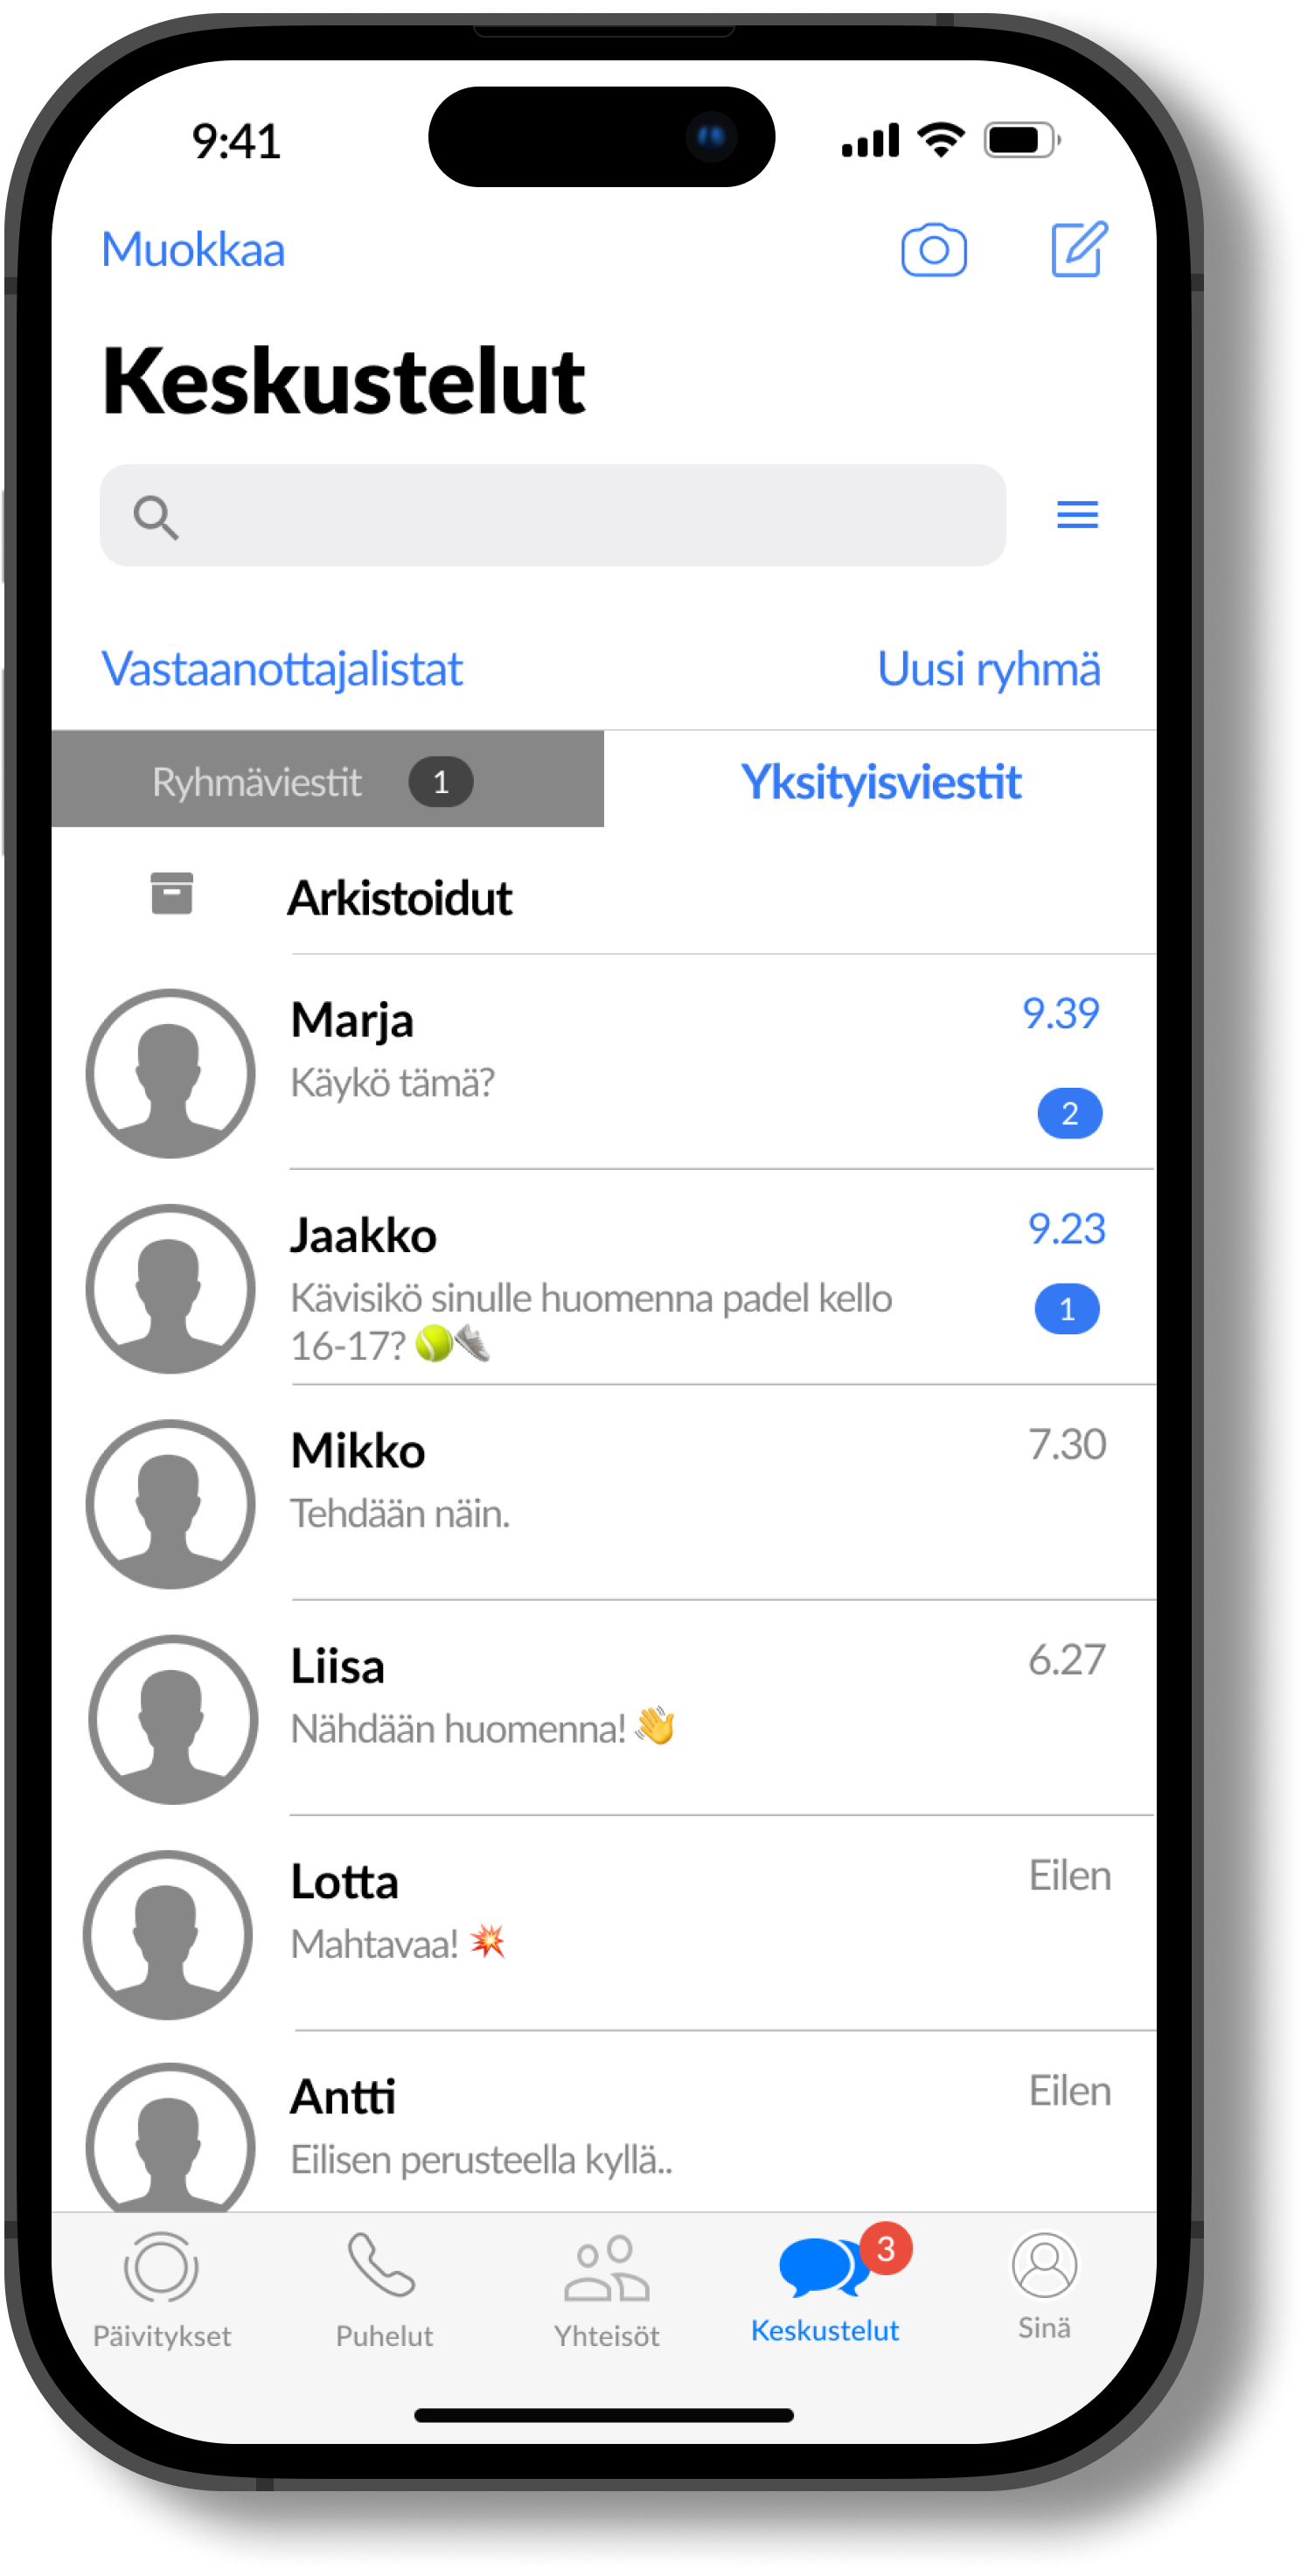 9:41
Muokkaa
Keskustelut
Vastaanottajalistat Uusi ryhmä
Ryhmäviestit 1 Yksityisviestit
Arkistoidut
Marja 9.39
Käykö tämä? 2
Jaakko 9.23
Kävisikö sinulle huomenna padel kello 1
16-17? 🎾👟
Mikko 7.30
Tehdään näin.
Liisa 6.27
Nähdään huomenna! 👋
Lotta Eilen
Mahtavaa! 💥
Antti Eilen
Eilisen perusteella kyllä..
3
Päivitykset Puhelut Yhteisöt Keskustelut Sinä